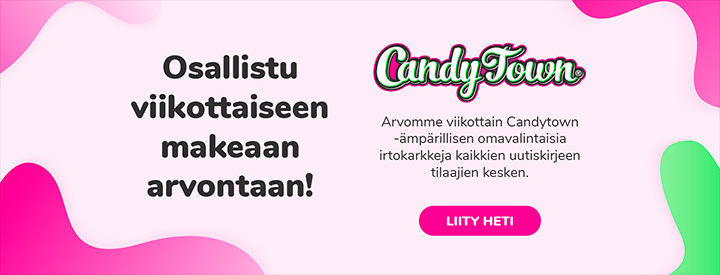 Osallistu
viikottaiseen
makeaan
arvontaan!
CandyTown®
Arvomme viikottain Candytown
-ämpärillisen omavalintaisia
irtokarkkeja kaikkien uutiskirjeen
tilaajien kesken.
LIITY HETI